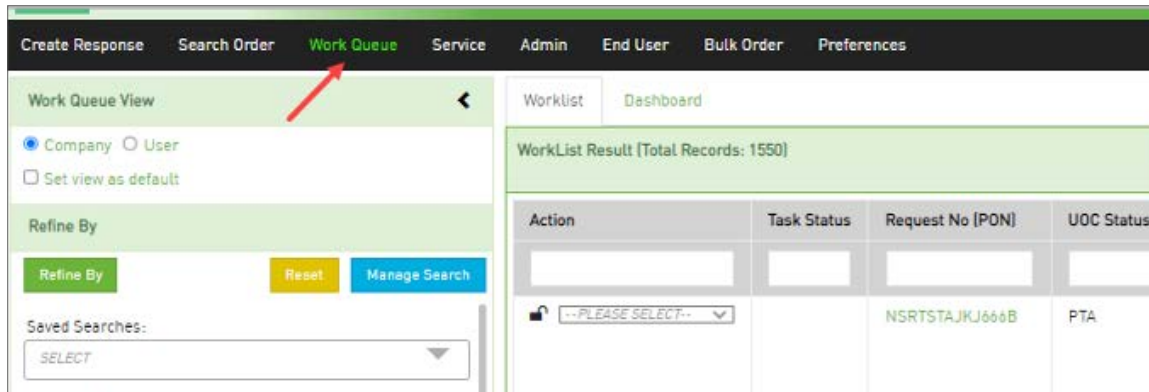 Create Response Search Order Work Queue Service Admin End User Bulk Order Preferences
Work Queue View
Company User
Set view as default
Refine By
Refine By Reset Manage Search
Saved Searches:
SELECT
Worklist Dashboard
WorkList Result (Total Records: 1550)
Action Task Status Request No (PON) UOC Status
--PLEASE SELECT-- NSRTSTAJKJ666B PTA